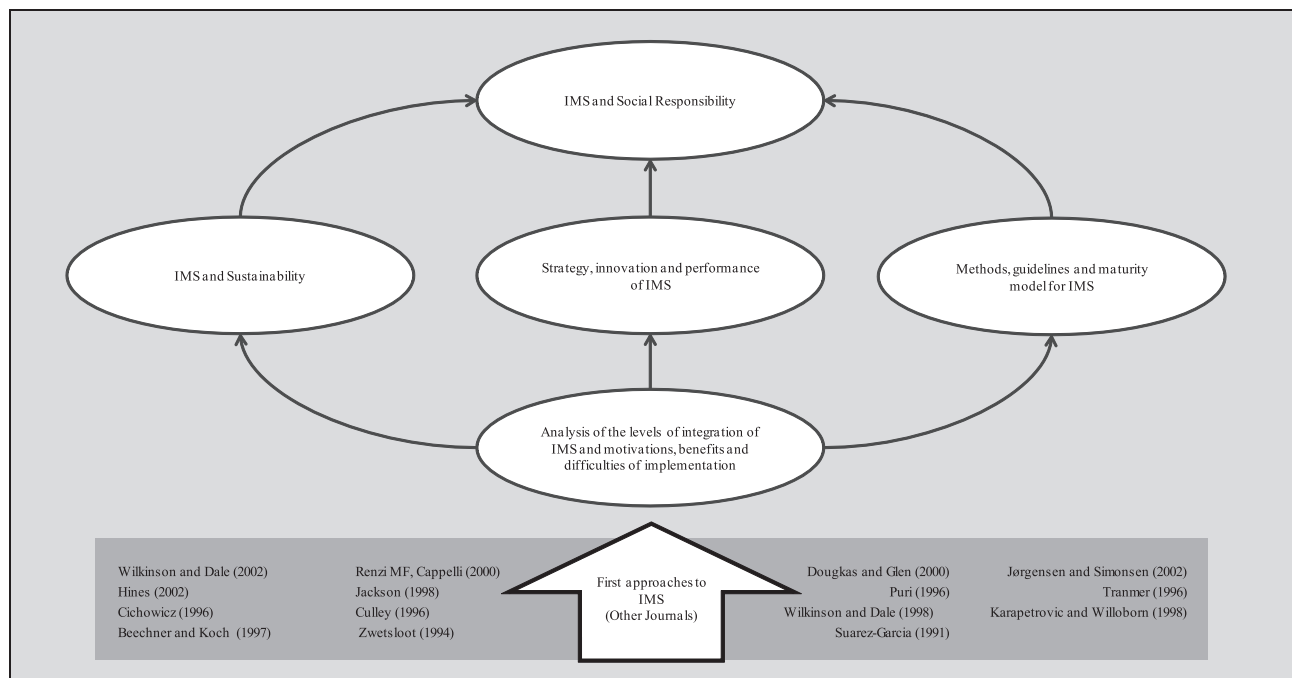 IMS and Social Responsibility
IMS and Sustainability
Strategy, innovation and performance
of IMS
Methods, guidelines and maturity
model for IMS
Analysis of the levels of integration of
IMS and motivations, benefits and
difficulties of implementation
First approaches to
IMS
(Other Journals)
Wilkinson and Dale (2002)
Hines (2002)
Cichowicz (1996)
Beechner and Koch (1997)
Renzi MF, Cappelli (2000)
Jackson (1998)
Culley (1996)
Zwetsloot (1994)
Dougkas and Glen (2000)
Puri (1996)
Wilkinson and Dale (1998)
Suarez-Garcia (1991)
Jørgensen and Simonsen (2002)
Tranmer (1996)
Karapetrovic and Willoborn (1998)